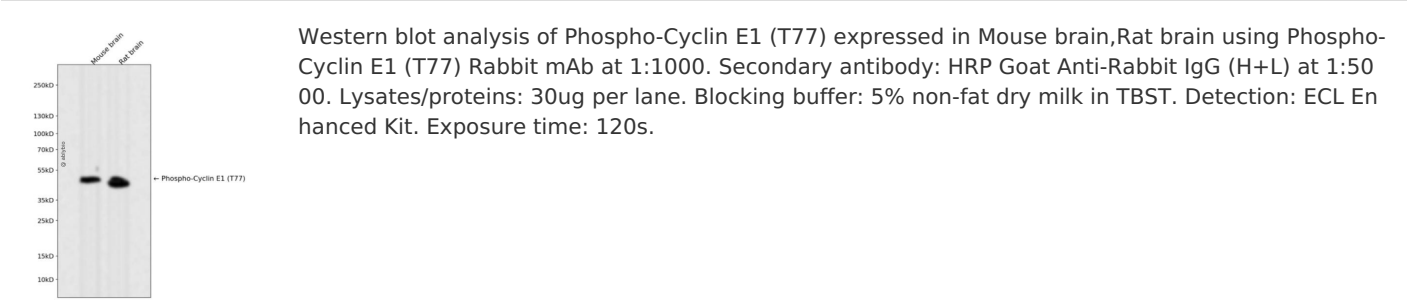 Mouse brain
Rat brain
250kD
130kD
100kD
70kD
55kD
35kD
25kD
15kD
10kD
@ abybio
← Phospho-Cyclin E1 (T77)
Western blot analysis of Phospho-Cyclin E1 (T77) expressed in Mouse brain,Rat brain using Phospho-
Cyclin E1 (T77) Rabbit mAb at 1:1000. Secondary antibody: HRP Goat Anti-Rabbit IgG (H+L) at 1:50
00. Lysates/proteins: 30ug per lane. Blocking buffer: 5% non-fat dry milk in TBST. Detection: ECL En
hanced Kit. Exposure time: 120s.